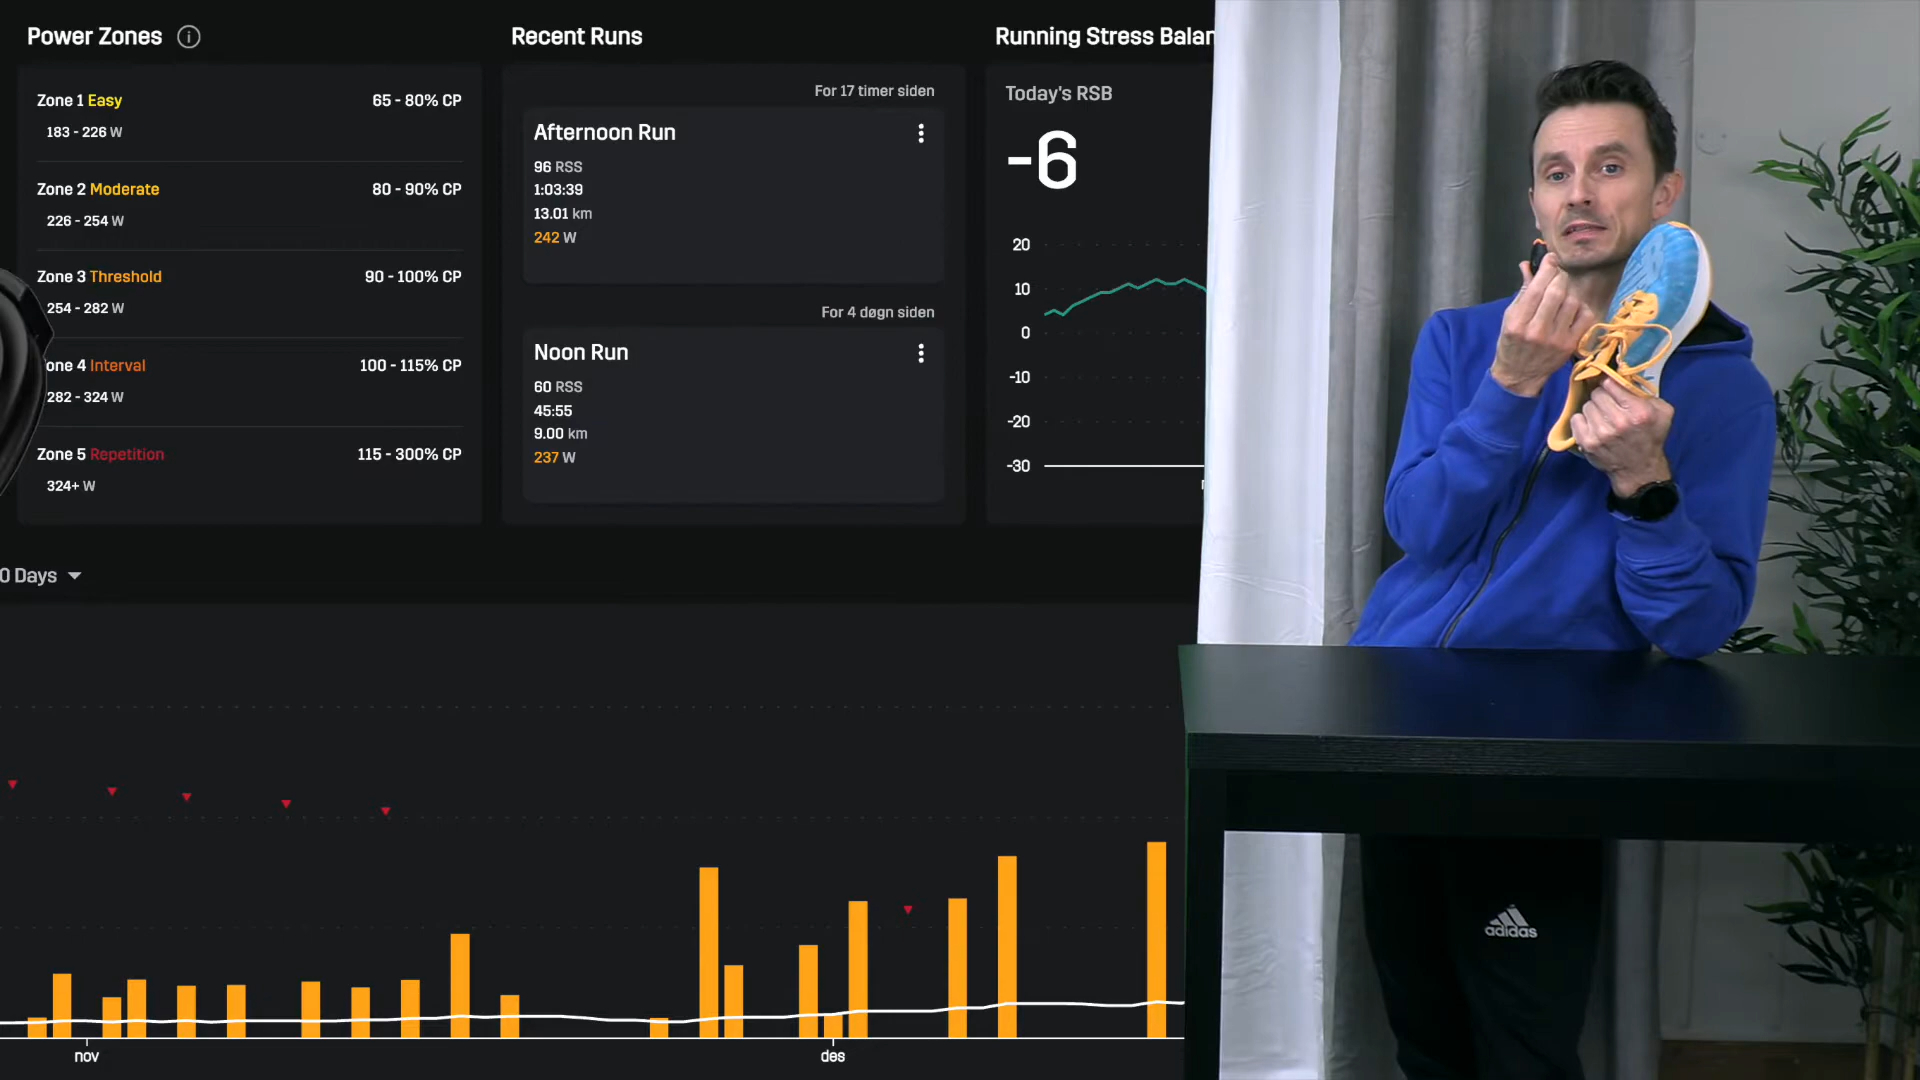 Power Zones
Zone 1 Easy 65 - 80% CP
183 - 226 W
Zone 2 Moderate 80 - 90% CP
226 - 254 W
Zone 3 Threshold 90 - 100% CP
254 - 282 W
one 4 Interval 100 - 115% CP
282 - 324 W
Zone 5 Repetition 115 - 300% CP
324+ W
Recent Runs
For 17 timer siden
Afternoon Run
96 RSS
1:03:39
13.01 km
242 W
For 4 døgn siden
Noon Run
60 RSS
45:55
9.00 km
237 W
Running Stress Balan
Today's RSB
-6
20
10
0
-10
-20
-30
0 Days
nov
des
adidas